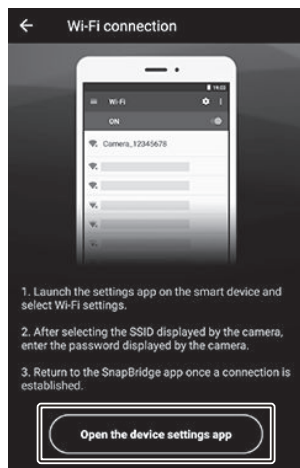 Wi-Fi connection
19:23
Wi-Fi
ON
Camera_12345678
1. Launch the settings app on the smart device and
select Wi-Fi settings.
2. After selecting the SSID displayed by the camera,
enter the password displayed by the camera.
3. Return to the SnapBridge app once a connection is
established.
Open the device settings app